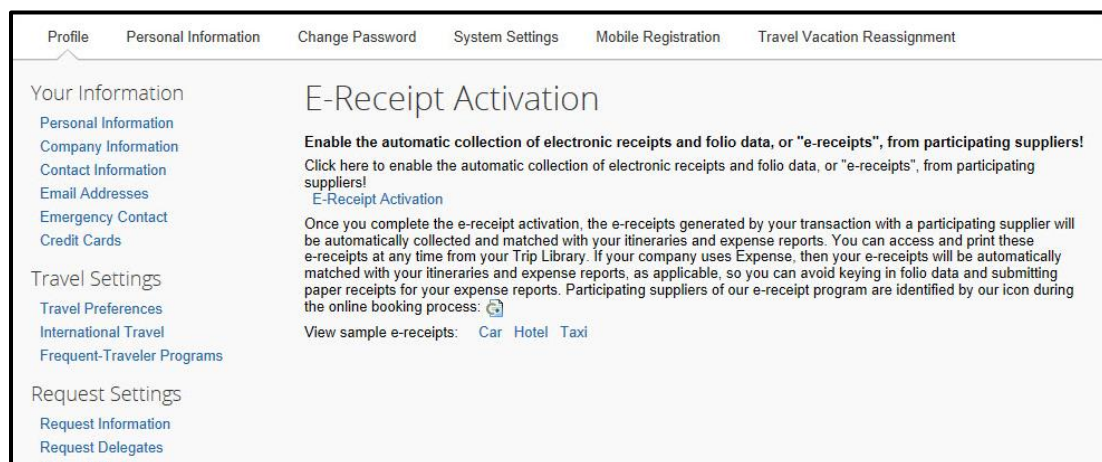 Profile Personal Information Change Password System Settings Mobile Registration Travel Vacation Reassignment
Your Information
Personal Information
Company Information
Contact Information
Email Addresses
Emergency Contact
Credit Cards
Travel Settings
Travel Preferences
International Travel
Frequent-Traveler Programs
Request Settings
Request Information
Request Delegates
E-Receipt Activation
Enable the automatic collection of electronic receipts and folio data, or "e-receipts", from participating suppliers!
Click here to enable the automatic collection of electronic receipts and folio data, or "e-receipts", from participating
suppliers!
E-Receipt Activation
Once you complete the e-receipt activation, the e-receipts generated by your transaction with a participating supplier will
be automatically collected and matched with your itineraries and expense reports. You can access and print these
e-receipts at any time from your Trip Library. If your company uses Expense, then your e-receipts will be automatically
matched with your itineraries and expense reports, as applicable, so you can avoid keying in folio data and submitting
paper receipts for your expense reports. Participating suppliers of our e-receipt program are identified by our icon during
the online booking process:
View sample e-receipts: Car Hotel Taxi